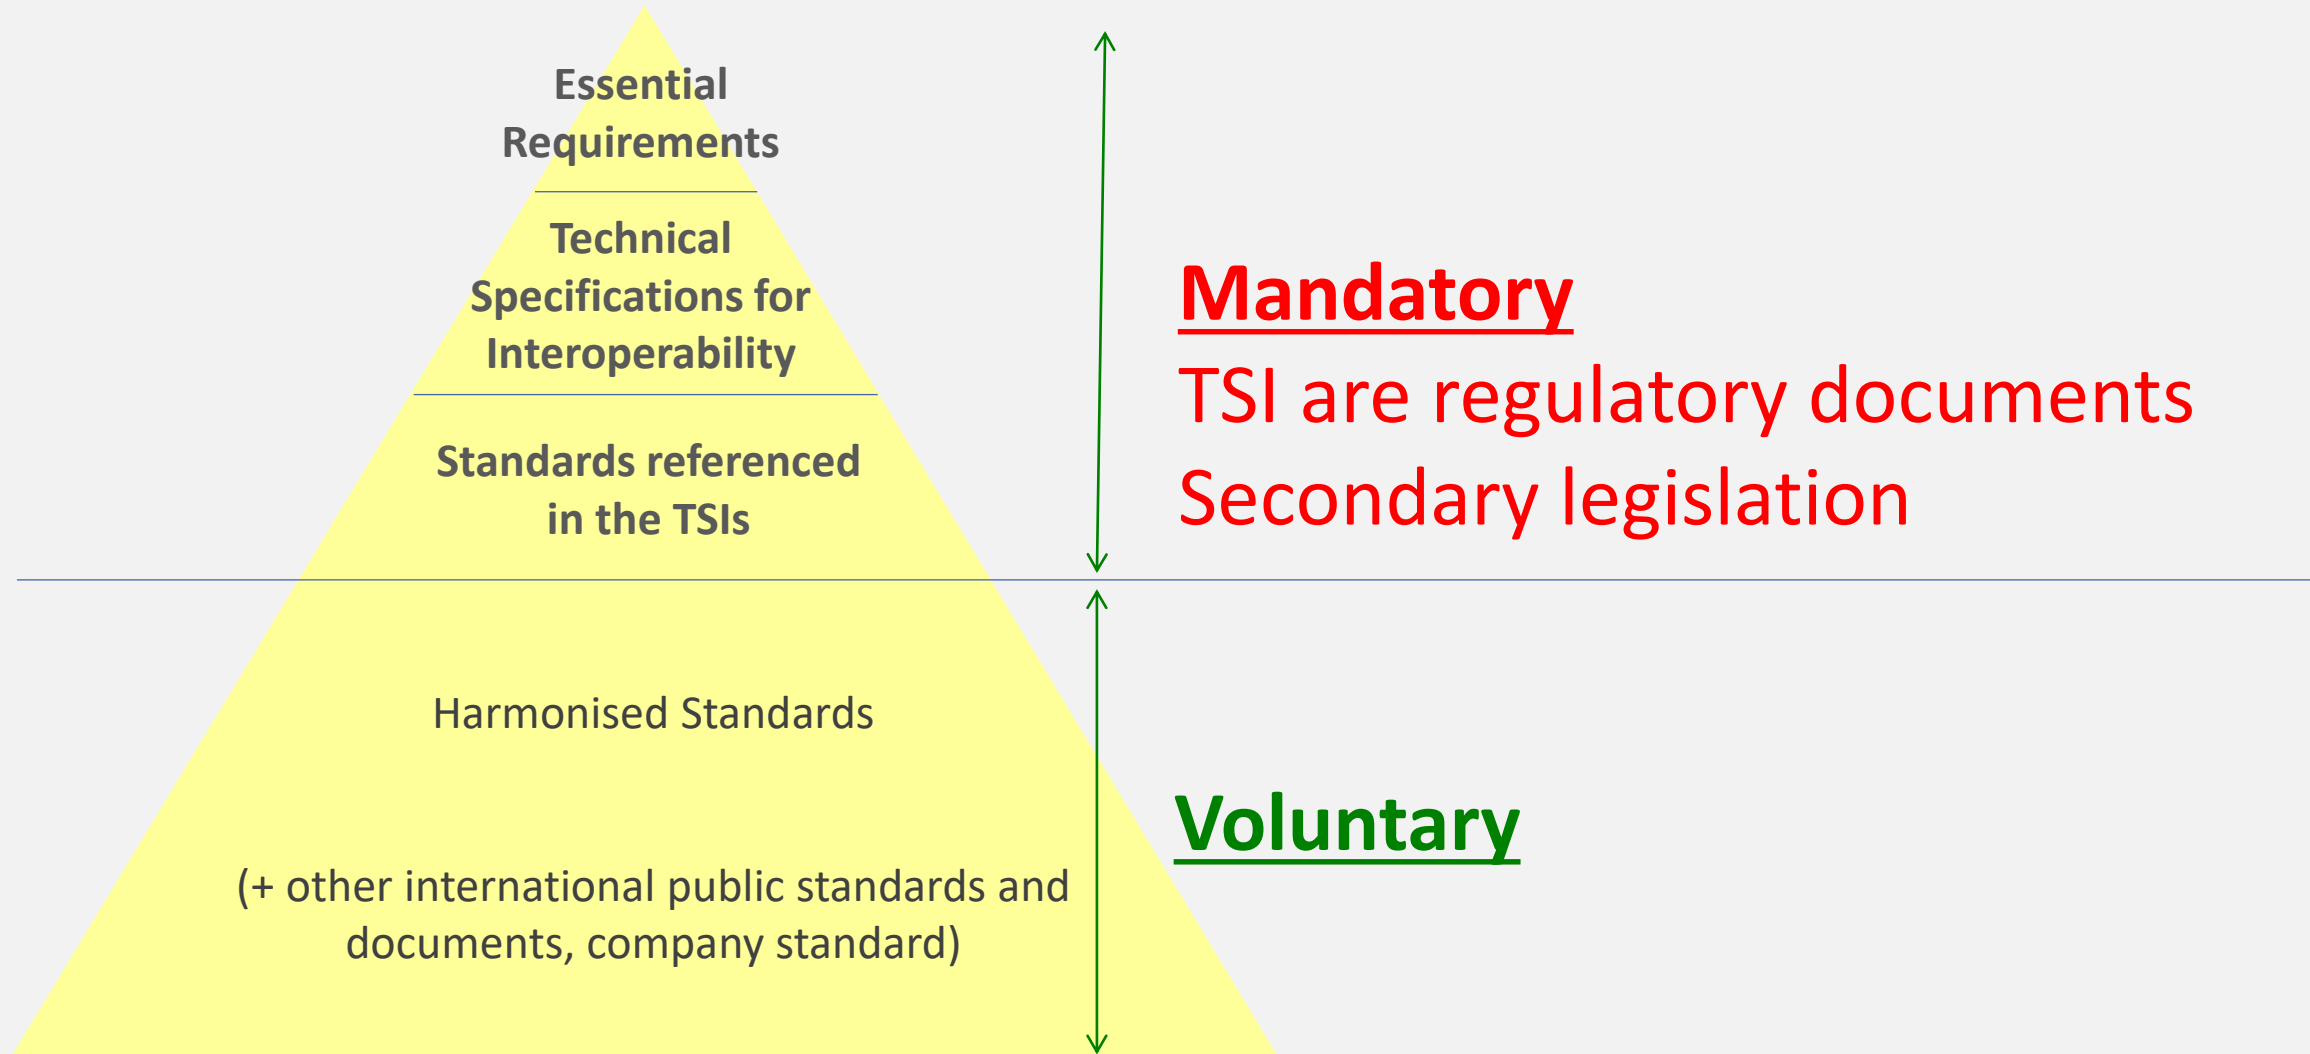 Essential
Requirements
Technical
Specifications for
Interoperability
Standards referenced
in the TSIs
Mandatory
TSI are regulatory documents
Secondary legislation
Harmonised Standards
(+ other international public standards and
documents, company standard)
Voluntary